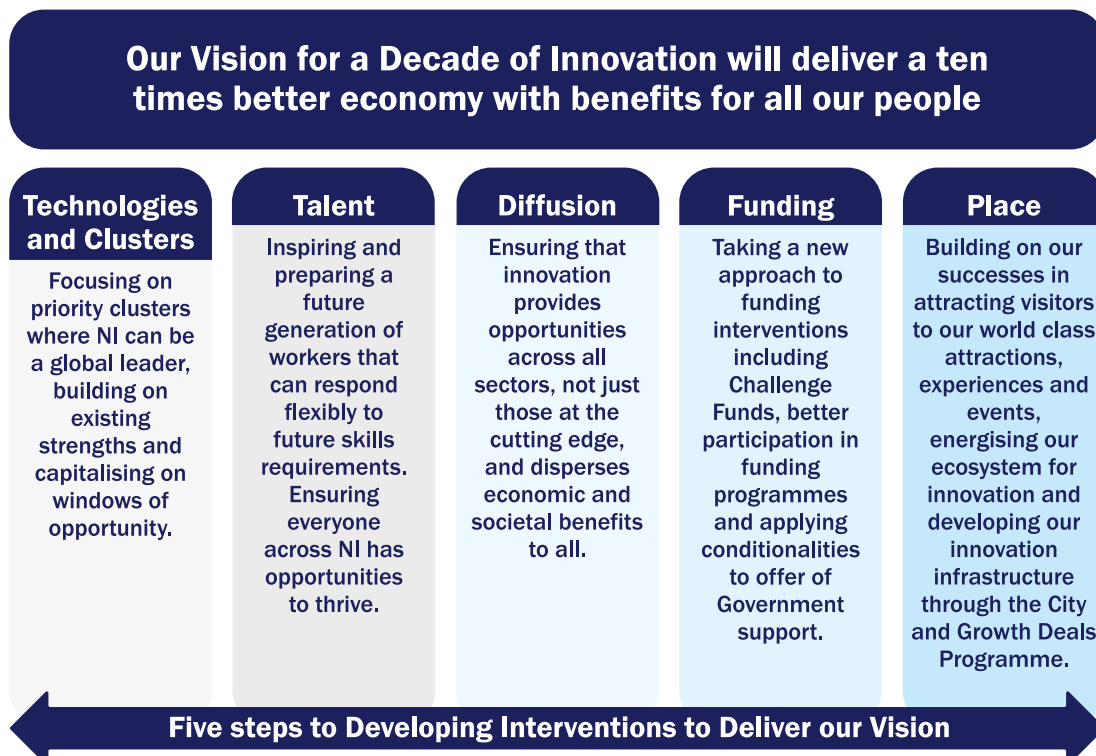 Our Vision for a Decade of Innovation will deliver a ten
times better economy with benefits for all our people
Technologies
and Clusters
Focusing on
priority clusters
where NI can be
a global leader,
building on
existing
strengths and
capitalising on
windows of
opportunity.
Talent
Inspiring and
preparing a
future
generation of
workers that
can respond
flexibly to
future skills
requirements.
Ensuring
everyone
across NI has
opportunities
to thrive.
Diffusion
Ensuring that
innovation
provides
opportunities
across all
sectors, not just
those at the
cutting edge,
and disperses
economic and
societal benefits
to all.
Funding
Taking a new
approach to
funding
interventions
including
Challenge
Funds, better
participation in
funding
programmes
and applying
conditionalities
to offer of
Government
support.
Place
Building on our
successes in
attracting visitors
to our world class
attractions,
experiences and
events,
energising our
ecosystem for
innovation and
developing our
innovation
infrastructure
through the City
and Growth Deals
Programme.
Five steps to Developing Interventions to Deliver our Vision